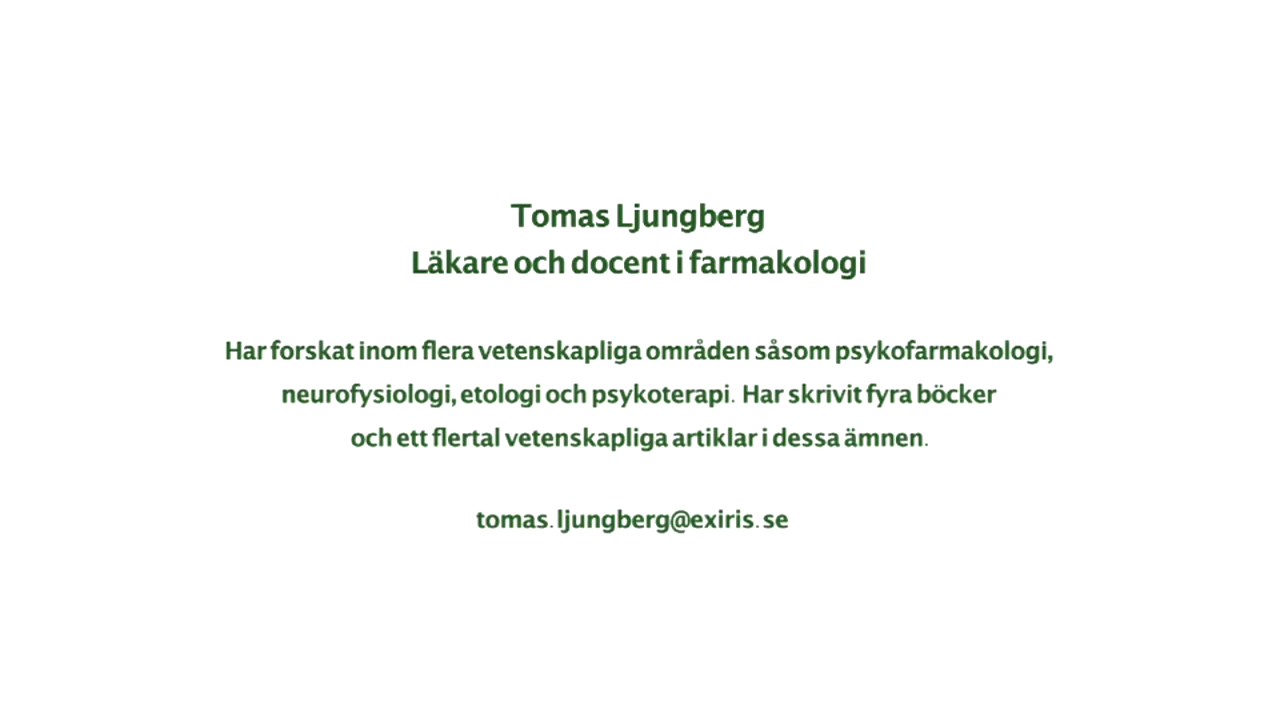 Tomas Ljungberg
Läkare och docent i farmakologi
Har forskat inom flera vetenskapliga områden såsom psykofarmakologi,
neurofysiologi, etologi och psykoterapi. Har skrivit fyra böcker
och ett flertal vetenskapliga artiklar i dessa ämnen.
tomas.ljungberg@exiris.se